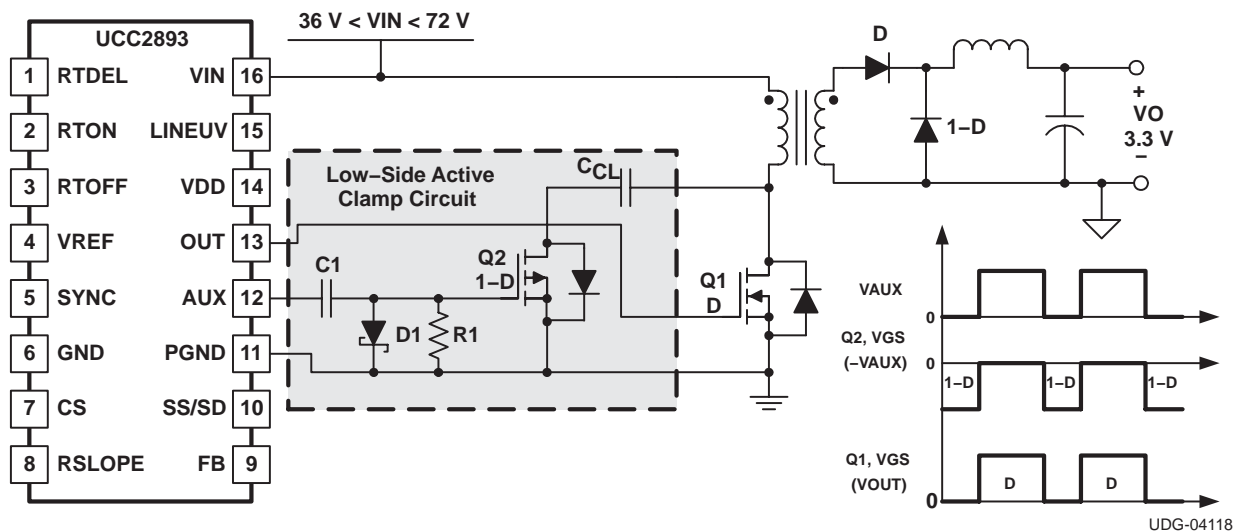 36 V < VIN < 72 V
UCC2893
1 RTDEL VIN 16
2 RTON LINEUV 15
3 RTOFF VDD 14
4 VREF OUT 13
5 SYNC AUX 12
6 GND PGND 11
7 CS SS/SD 10
8 RSLOPE FB 9
Low−Side Active
Clamp Circuit
CCL
C1
Q2
1−D
D1
R1
Q1
D
D
1−D
+
VO
3.3 V
−
VAUX
0
Q2, VGS
(−VAUX)
0
1−D 1−D 1−D
Q1, VGS
(VOUT)
0
D D
UDG-04118